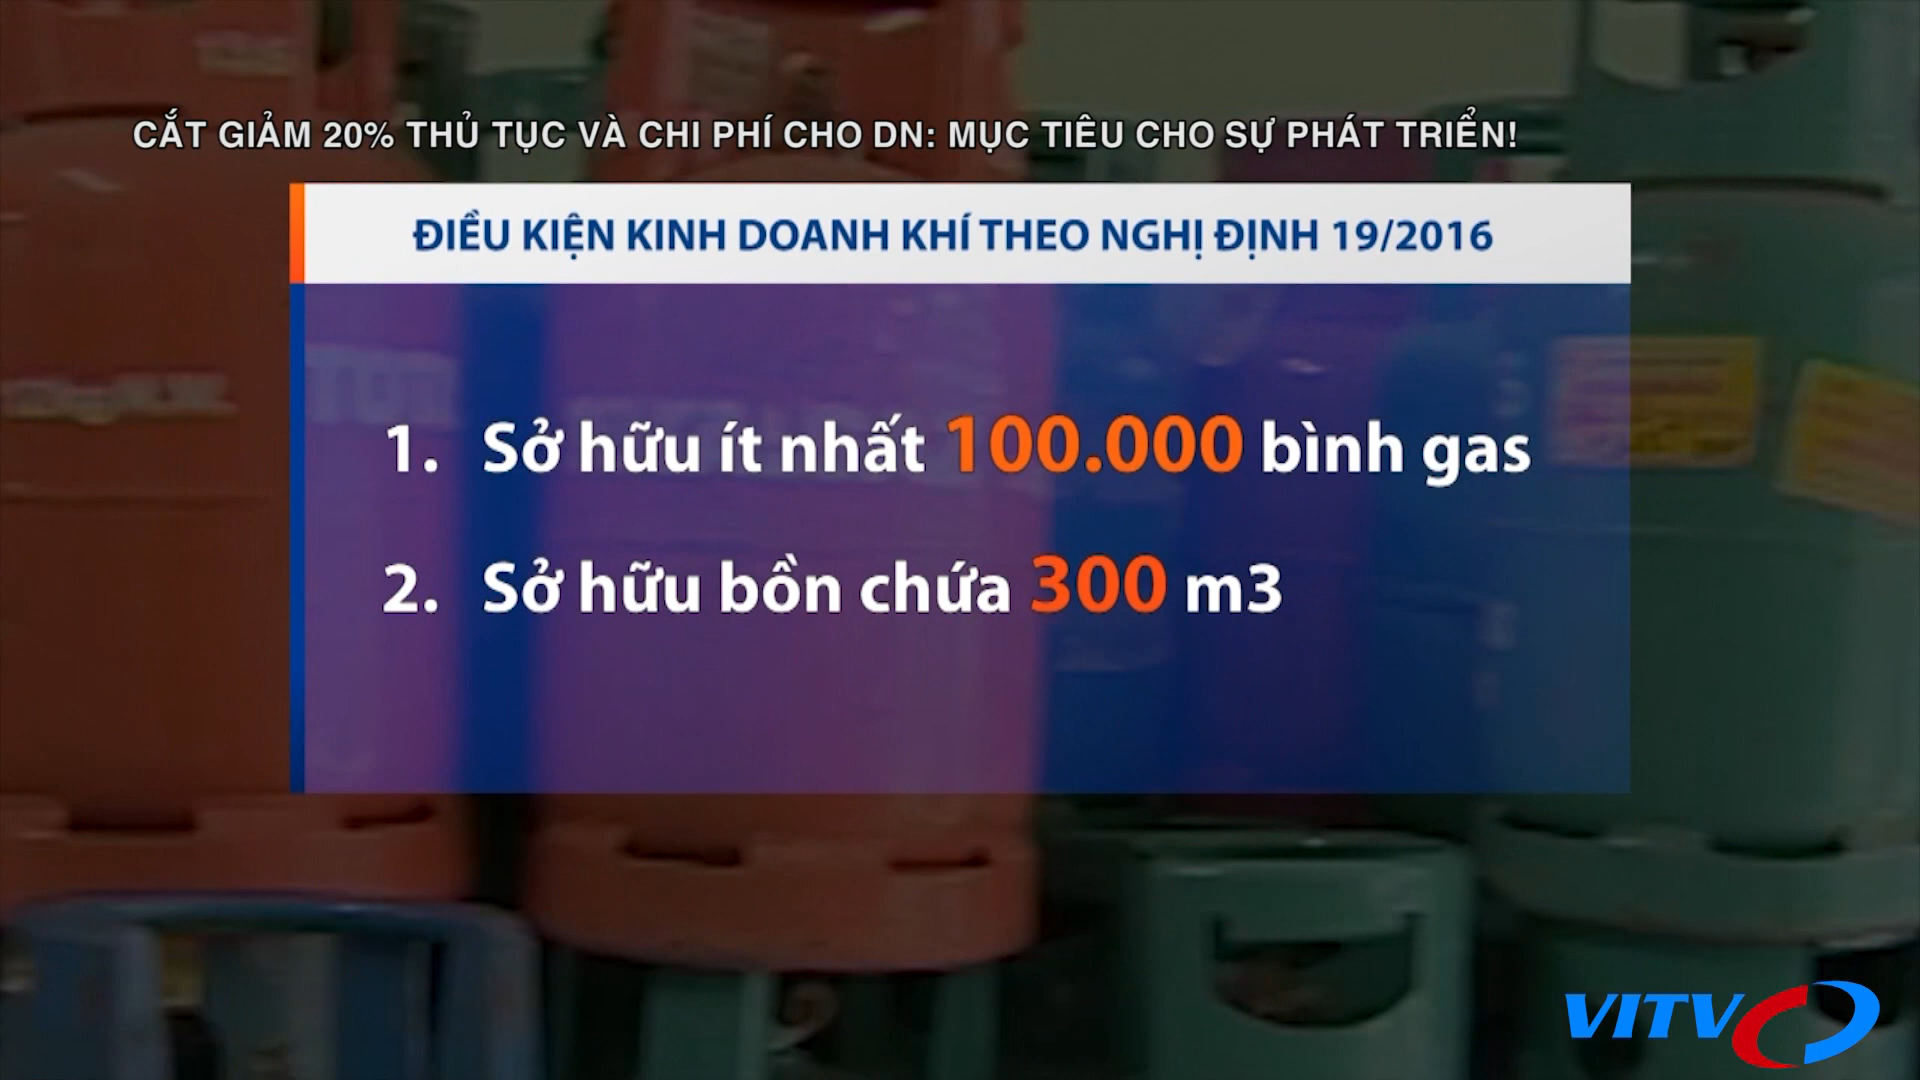 CẮT GIẢM 20% THỦ TỤC VÀ CHI PHÍ CHO DN: MỤC TIÊU CHO SỰ PHÁT TRIỂN!
ĐIỀU KIỆN KINH DOANH KHÍ THEO NGHỊ ĐỊNH 19/2016
1. Sở hữu ít nhất 100.000 bình gas
2. Sở hữu bồn chứa 300 m3
VITV